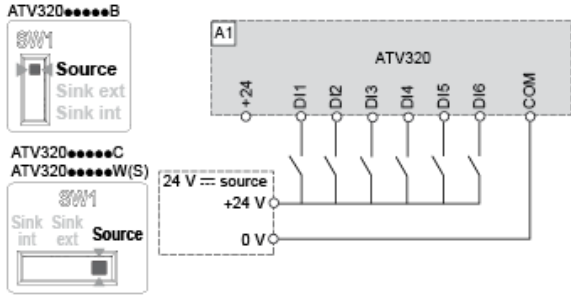 ATV320●●●●●B
SW1
Source
Sink ext
Sink int
ATV320●●●●●C
ATV320●●●●●W(S)
SW1
Sink int
Sink ext
Source
A1
ATV320
+24
DI1
DI2
DI3
DI4
DI5
DI6
COM
24 V ⎓ source
+24 V
0 V